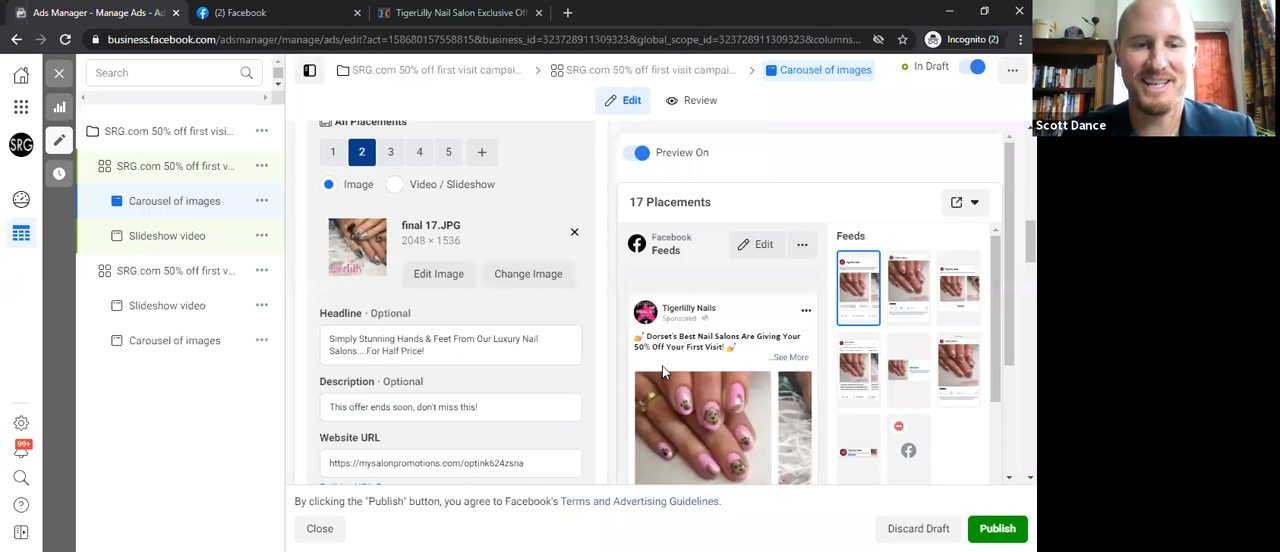 Ads Manager - Manage Ads - Ad
(2) Facebook
TigerLilly Nail Salon Exclusive Off
business.facebook.com/adsmanager/manage/ads/edit?act=158680157558815&business_id=323728911309323&global_scope_id=323728911309323&columns...
Incognito (2)
Scott Dance
Search
SRG.com 50% off first visit campai...
SRG.com 50% off first visit campai...
Carousel of images
In Draft
Edit
Review
SRG
99+
SRG.com 50% off first visi...
SRG.com 50% off first v...
Carousel of images
Slideshow video
SRG.com 50% off first v...
Slideshow video
Carousel of images
All Placements
1
2
3
4
5
Image
Video / Slideshow
final 17.JPG
2048 × 1536
Edit Image
Change Image
Headline · Optional
Simply Stunning Hands & Feet From Our Luxury Nail
Salons....For Half Price!
Description · Optional
This offer ends soon, don't miss this!
Website URL
https://mysalonpromotions.com/optink624zsna
Preview On
17 Placements
Facebook
Feeds
Edit
Tigerlilly Nails
Sponsored
Dorset's Best Nail Salons Are Giving Your
50% Off Your First Visit!
...See More
Feeds
By clicking the "Publish" button, you agree to Facebook's Terms and Advertising Guidelines.
Close
Discard Draft
Publish